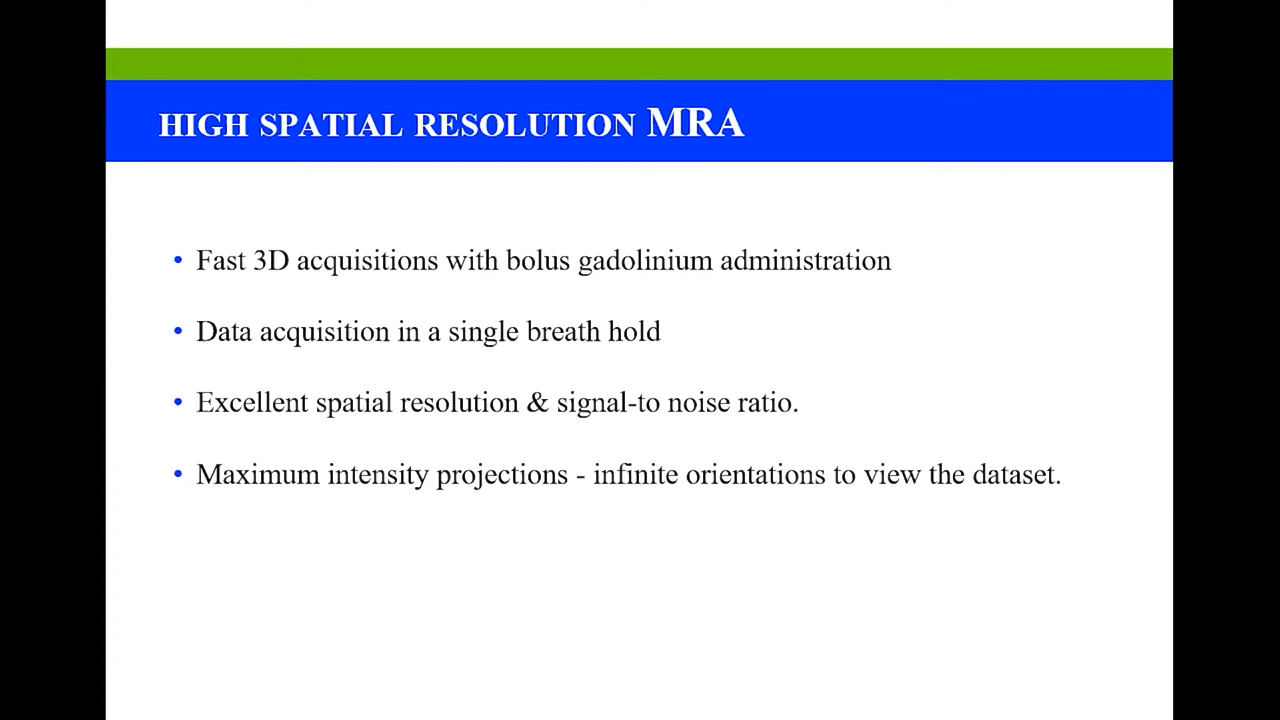 HIGH SPATIAL RESOLUTION MRA
• Fast 3D acquisitions with bolus gadolinium administration
• Data acquisition in a single breath hold
• Excellent spatial resolution & signal-to noise ratio.
• Maximum intensity projections - infinite orientations to view the dataset.